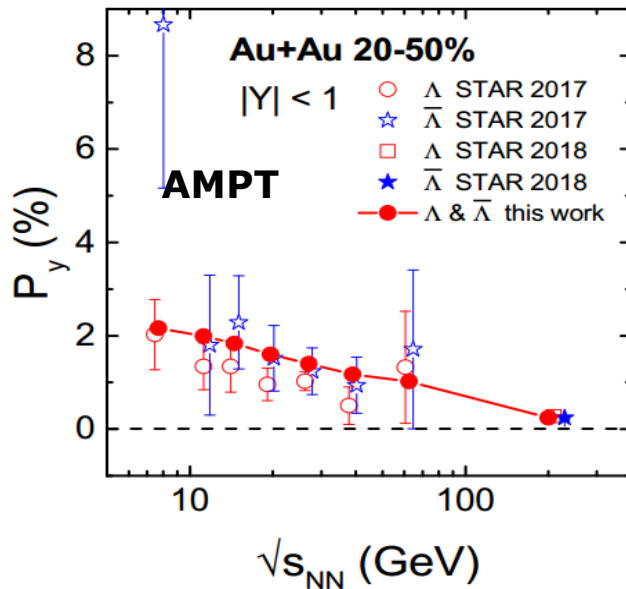 Au+Au 20-50%
|Y| < 1
Λ STAR 2017
Λ̅ STAR 2017
Λ STAR 2018
Λ̅ STAR 2018
Λ & Λ̅ this work
AMPT
P_y (%)
8
6
4
2
0
10
100
√s_NN (GeV)